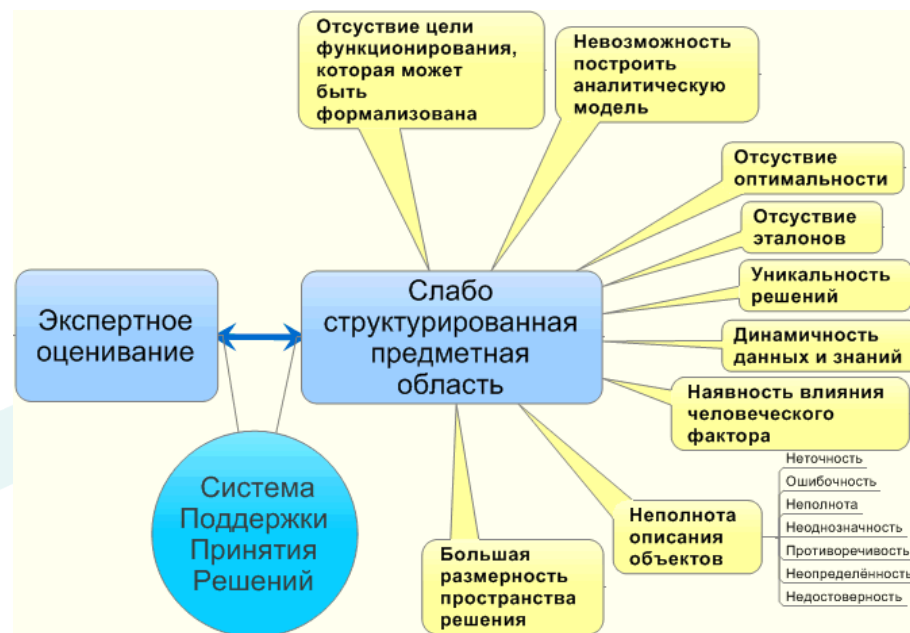 Отсуствие цели
функционирования,
которая может
быть
формализована
Невозможность
построить
аналитическую
модель
Отсуствие
оптимальности
Отсуствие
эталонов
Уникальность
решений
Динамичность
данных и знаний
Наявность влияния
человеческого
фактора
Экспертное
оценивание
Слабо
структурированная
предметная
область
Система
Поддержки
Принятия
Решений
Большая
размерность
пространства
решения
Неполнота
описания
объектов
Неточность
Ошибочность
Неполнота
Неоднозначность
Противоречивость
Неопределённость
Недостоверность